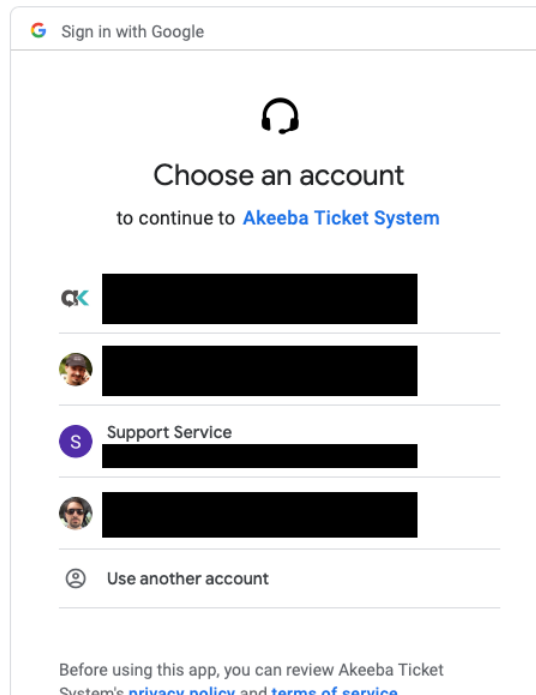 Sign in with Google
Choose an account
to continue to Akeeba Ticket System
Support Service
S
Use another account
Before using this app, you can review Akeeba Ticket
System's privacy policy and terms of service.